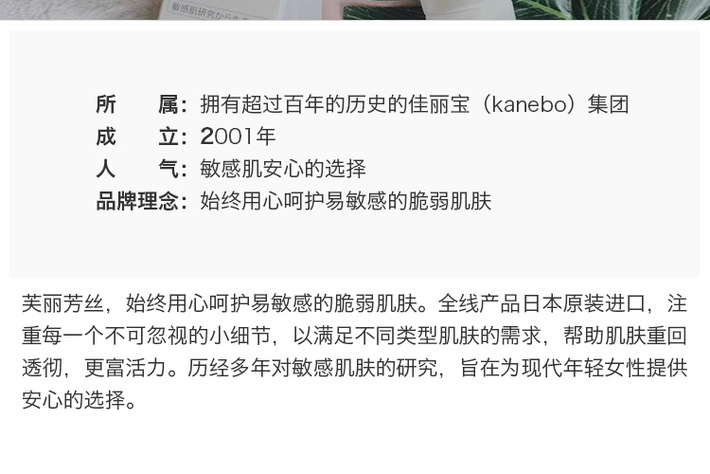 敏感肌研究から生
所　　属：拥有超过百年的历史的佳丽宝（kanebo）集团
成　　立：2001年
人　　气：敏感肌安心的选择
品牌理念：始终用心呵护易敏感的脆弱肌肤
芙丽芳丝，始终用心呵护易敏感的脆弱肌肤。全线产品日本原装进口，注
重每一个不可忽视的小细节，以满足不同类型肌肤的需求，帮助肌肤重回
透彻，更富活力。历经多年对敏感肌肤的研究，旨在为现代年轻女性提供
安心的选择。